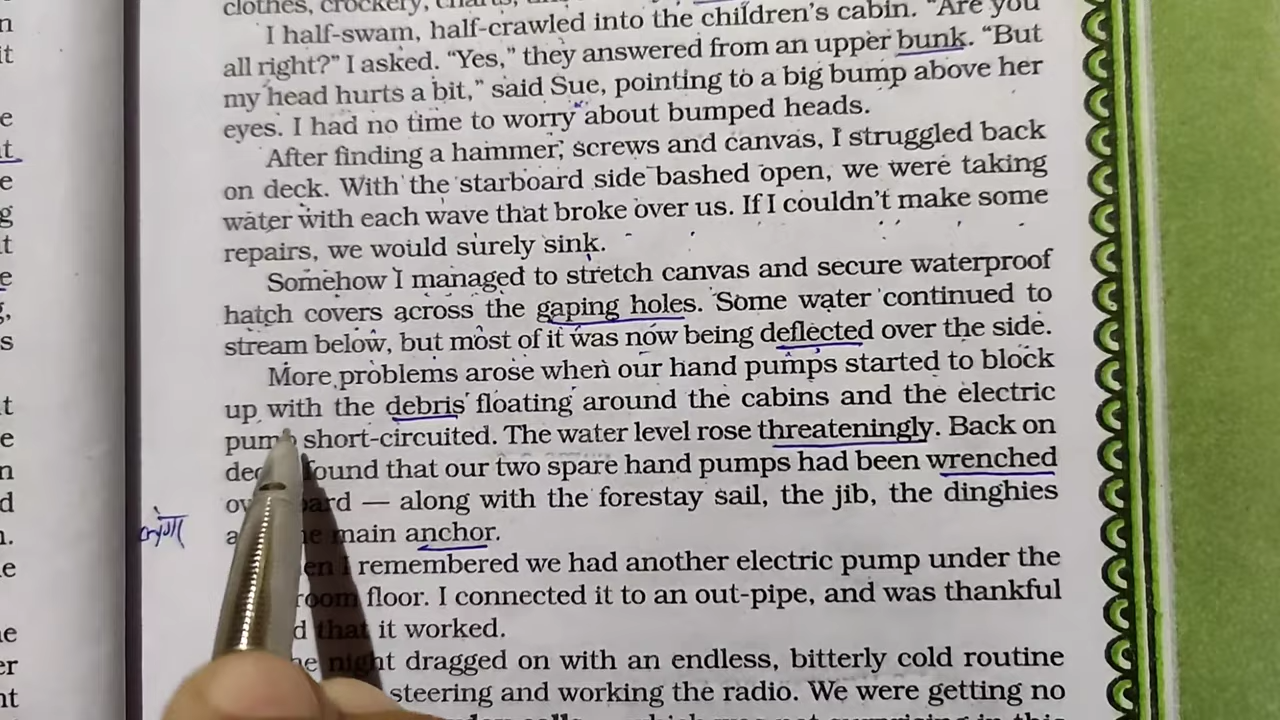 clothes, crockery, charts,
I half-swam, half-crawled into the children's cabin. "Are you
all right?" I asked. "Yes," they answered from an upper bunk. "But
my head hurts a bit," said Sue, pointing to a big bump above her
eyes. I had no time to worry about bumped heads.
After finding a hammer, screws and canvas, I struggled back
on deck. With the starboard side bashed open, we were taking
water with each wave that broke over us. If I couldn't make some
repairs, we would surely sink.
Somehow I managed to stretch canvas and secure waterproof
hatch covers across the gaping holes. Some water continued to
stream below, but most of it was now being deflected over the side.
More problems arose when our hand pumps started to block
up with the debris floating around the cabins and the electric
pump short-circuited. The water level rose threateningly. Back on
found that our two spare hand pumps had been wrenched
— along with the forestay sail, the jib, the dinghies
main anchor.
I remembered we had another electric pump under the
room floor. I connected it to an out-pipe, and was thankful
that it worked.
night dragged on with an endless, bitterly cold routine
steering and working the radio. We were getting no